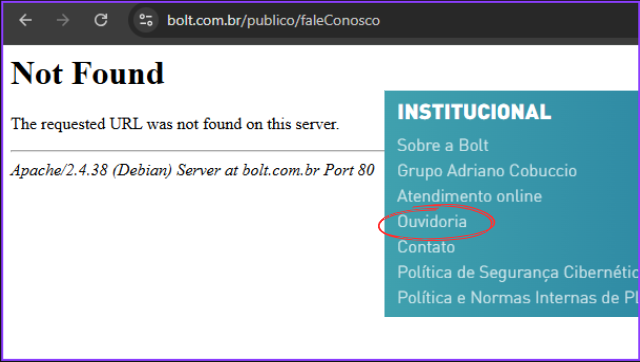 bolt.com.br/publico/faleConosco
Not Found
The requested URL was not found on this server.
Apache/2.4.38 (Debian) Server at bolt.com.br Port 80
INSTITUCIONAL
Sobre a Bolt
Grupo Adriano Cobuccio
Atendimento online
Ouvidoria
Contato
Política de Segurança Cibernétic
Política e Normas Internas de Pl